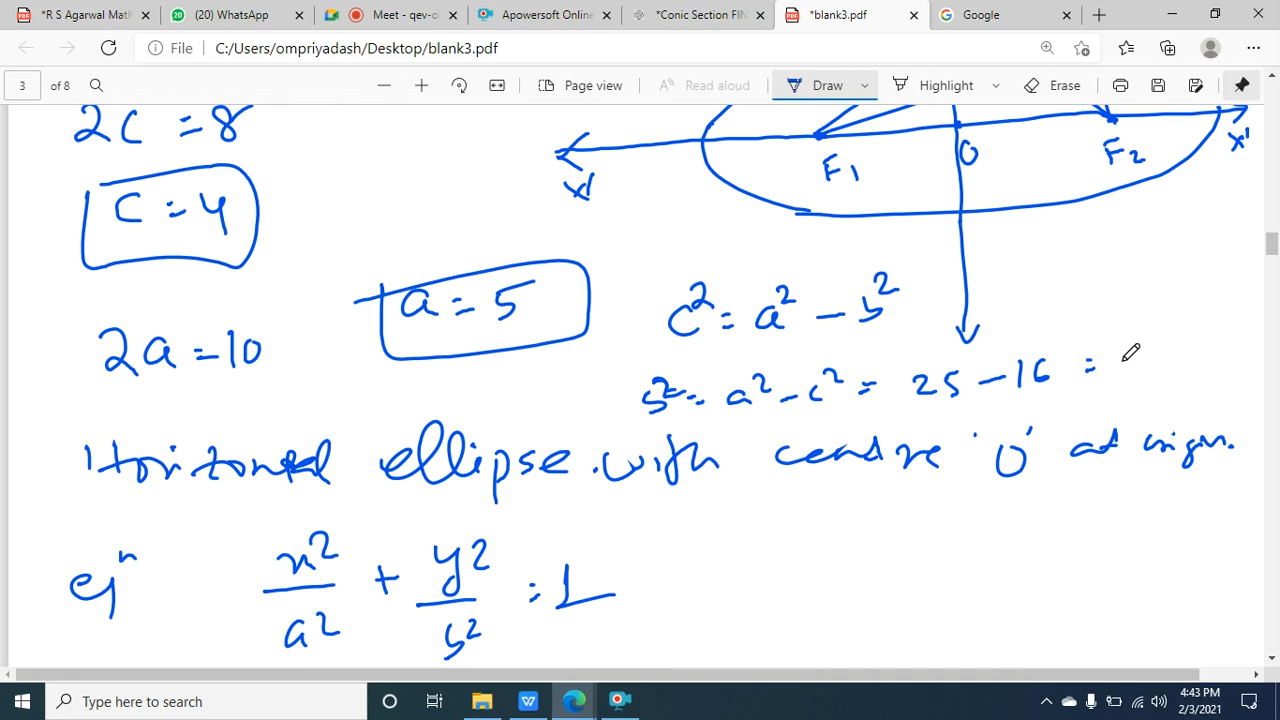 *R S Agarwal Mat
(20) WhatsApp
Meet - qev-o
Apowersoft Online
*Conic Section FIN
*blank3.pdf
Google
File C:/Users/ompriyadash/Desktop/blank3.pdf
3 of 8
Page view
Read aloud
Draw
Highlight
Erase
2C = 8
F1 O F2 X'
X'
C = 4
a = 5
c² = a² - b²
2a = 10
b² = a² - c² = 25 - 16 =
Horizontal ellipse. with centre 'O' at origin.
eqⁿ x²/a² + y²/b² = 1
Type here to search
4:43 PM
2/3/2021